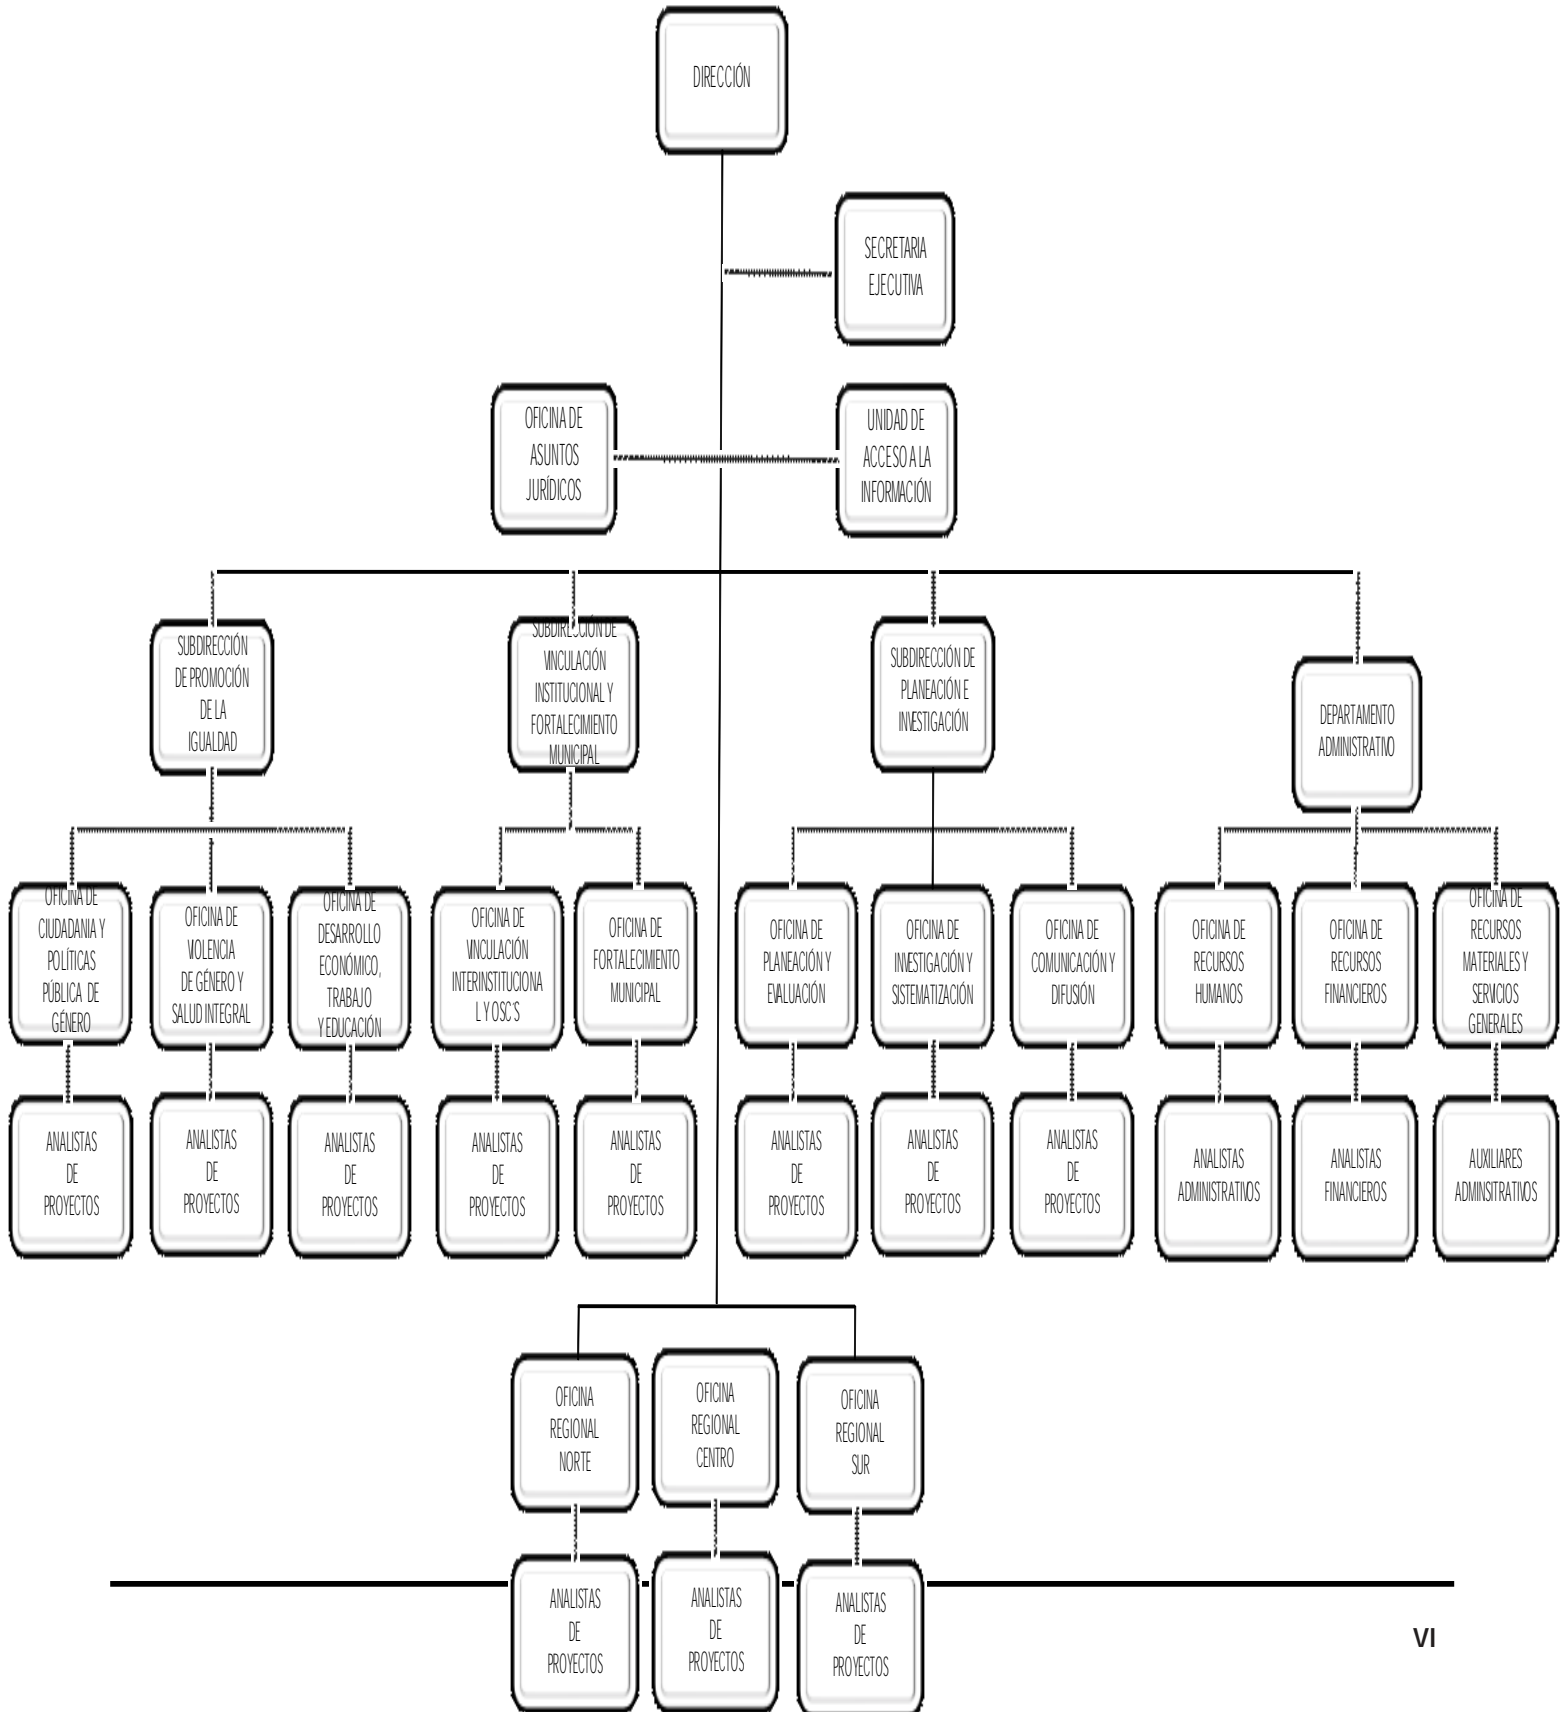 DIRECCIÓN
SECRETARIA
EJECUTIVA
OFICINA DE
ASUNTOS
JURÍDICOS
UNIDAD DE
ACCESO A LA
INFORMACIÓN
SUBDIRECCIÓN
DE PROMOCIÓN
DE LA
IGUALDAD
SUBDIRECCIÓN DE
VINCULACIÓN
INSTITUCIONAL Y
FORTALECIMIENTO
MUNICIPAL
SUBDIRECCIÓN DE
PLANEACIÓN E
INVESTIGACIÓN
DEPARTAMENTO
ADMINISTRATIVO
OFICINA DE
CIUDADANIA Y
POLÍTICAS
PÚBLICA DE
GÉNERO
OFICINA DE
VIOLENCIA
DE GÉNERO Y
SALUD INTEGRAL
OFICINA DE
DESARROLLO
ECONÓMICO,
TRABAJO
Y EDUCACIÓN
OFICINA DE
VINCULACIÓN
INTERINSTITUCIONA
L Y OSC'S
OFICINA DE
FORTALECIMIENTO
MUNICIPAL
OFICINA DE
PLANEACIÓN Y
EVALUACIÓN
OFICINA DE
INVESTIGACIÓN Y
SISTEMATIZACIÓN
OFICINA DE
COMUNICACIÓN Y
DIFUSIÓN
OFICINA DE
RECURSOS
HUMANOS
OFICINA DE
RECURSOS
FINANCIEROS
OFICINA DE
RECURSOS
MATERIALES Y
SERVICIOS
GENERALES
ANALISTAS
DE
PROYECTOS
ANALISTAS
DE
PROYECTOS
ANALISTAS
DE
PROYECTOS
ANALISTAS
DE
PROYECTOS
ANALISTAS
DE
PROYECTOS
ANALISTAS
DE
PROYECTOS
ANALISTAS
DE
PROYECTOS
ANALISTAS
DE
PROYECTOS
ANALISTAS
ADMINISTRATIVOS
ANALISTAS
FINANCIEROS
AUXILIARES
ADMINSITRATIVOS
OFICINA
REGIONAL
NORTE
OFICINA
REGIONAL
CENTRO
OFICINA
REGIONAL
SUR
ANALISTAS
DE
PROYECTOS
ANALISTAS
DE
PROYECTOS
ANALISTAS
DE
PROYECTOS
VI